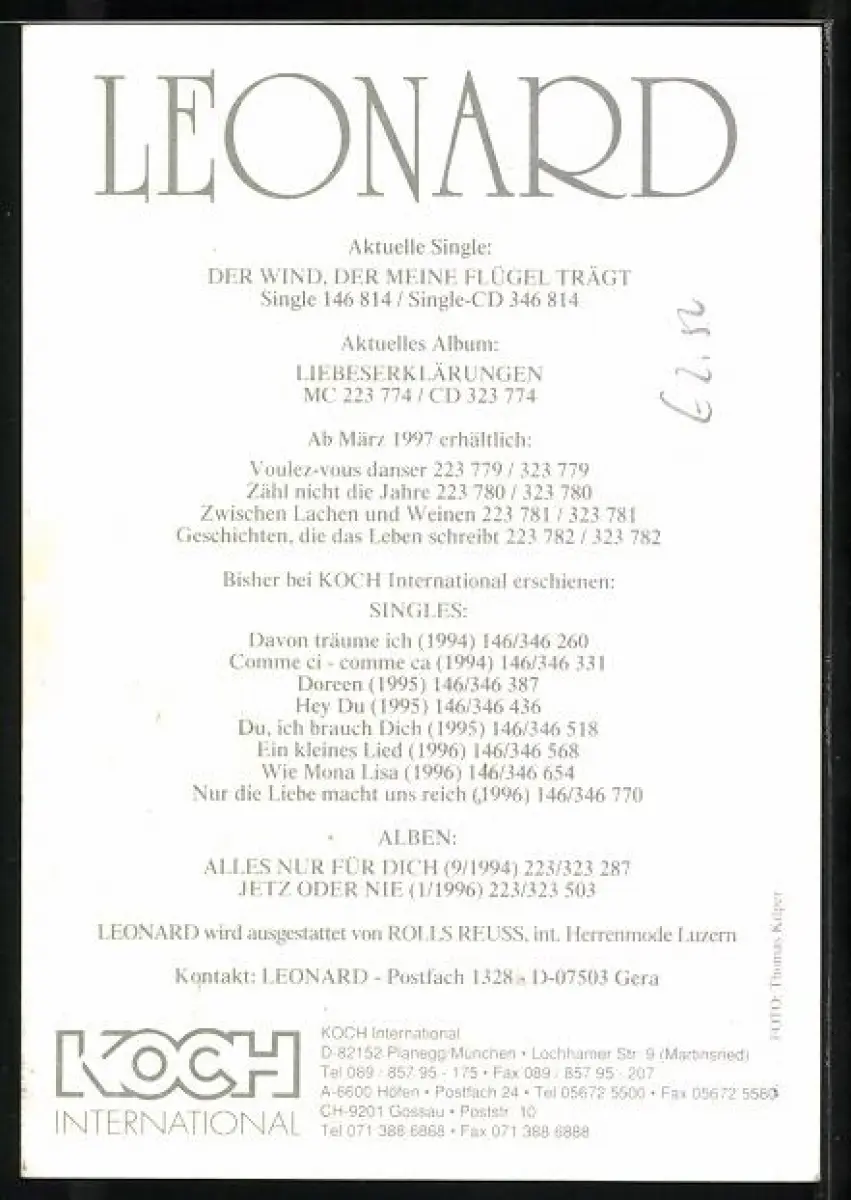 LEONARD
Aktuelle Single:
DER WIND, DER MEINE FLÜGEL TRÄGT
Single 146 814 / Single-CD 346 814
€ 2,50
Aktuelles Album:
LIEBESERKLÄRUNGEN
MC 223 774 / CD 323 774
Ab März 1997 erhältlich:
Voulez-vous danser 223 779 / 323 779
Zähl nicht die Jahre 223 780 / 323 780
Zwischen Lachen und Weinen 223 781 / 323 781
Geschichten, die das Leben schreibt 223 782 / 323 782
Bisher bei KOCH International erschienen:
SINGLES:
Davon träume ich (1994) 146/346 260
Comme ci - comme ca (1994) 146/346 331
Doreen (1995) 146/346 387
Hey Du (1995) 146/346 436
Du, ich brauch Dich (1995) 146/346 518
Ein kleines Lied (1996) 146/346 568
Wie Mona Lisa (1996) 146/346 654
Nur die Liebe macht uns reich (1996) 146/346 770
ALBEN:
ALLES NUR FÜR DICH (9/1994) 223/323 287
JETZ ODER NIE (1/1996) 223/323 503
LEONARD wird ausgestattet von ROLLS REUSS, int. Herrenmode Luzern
Kontakt: LEONARD - Postfach 1328 - D-07503 Gera
FOTO: Thomas Külper
KOCH
INTERNATIONAL
KOCH International
D-82152 Planegg/München • Lochhamer Str. 9 (Martinsried)
Tel 089 / 857 95 - 175 • Fax 089 / 857 95 - 207
A-6600 Höfen • Postfach 24 • Tel 05672 5500 • Fax 05672 5580
CH-9201 Gossau • Poststr. 10
Tel 071 388 6868 • Fax 071 388 6888